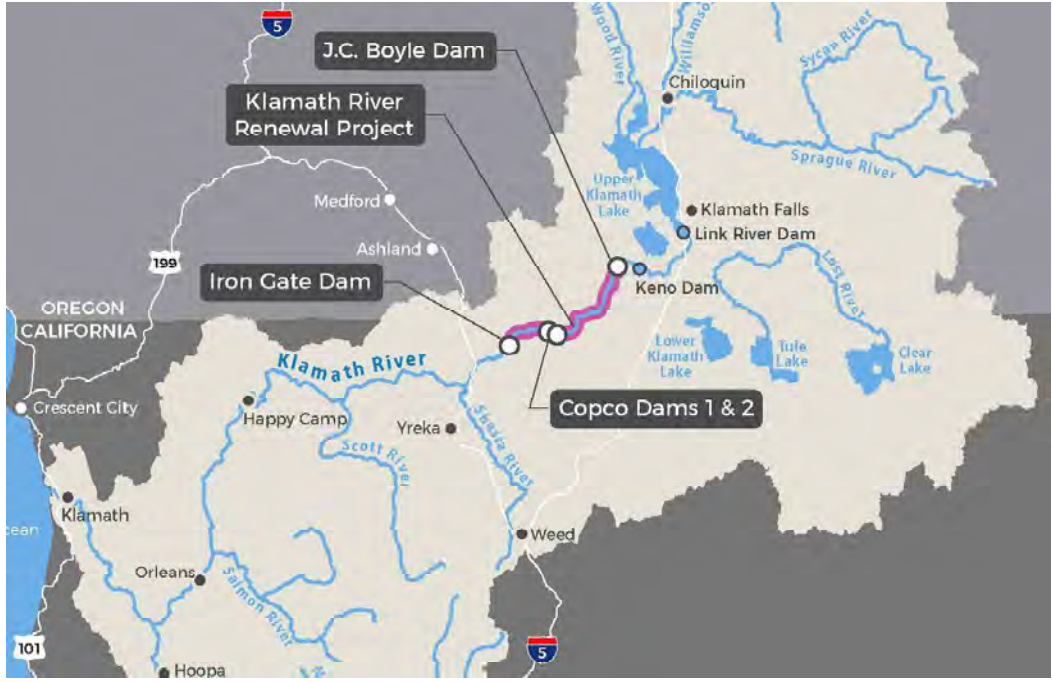 5
J.C. Boyle Dam
Wood River
Williamson
Sycan River
Chiloquin
Klamath River
Renewal Project
Sprague River
Upper
Klamath
Lake
Medford
Klamath Falls
Link River Dam
Ashland
199
Iron Gate Dam
Keno Dam
Lost River
OREGON
CALIFORNIA
Lower
Klamath
Lake
Tule
Lake
Clear
Lake
Klamath River
Crescent City
Happy Camp
Copco Dams 1 & 2
Yreka
Shasta River
Scott River
Klamath
cean
Weed
Orleans
Salmon River
101
Hoopa
5